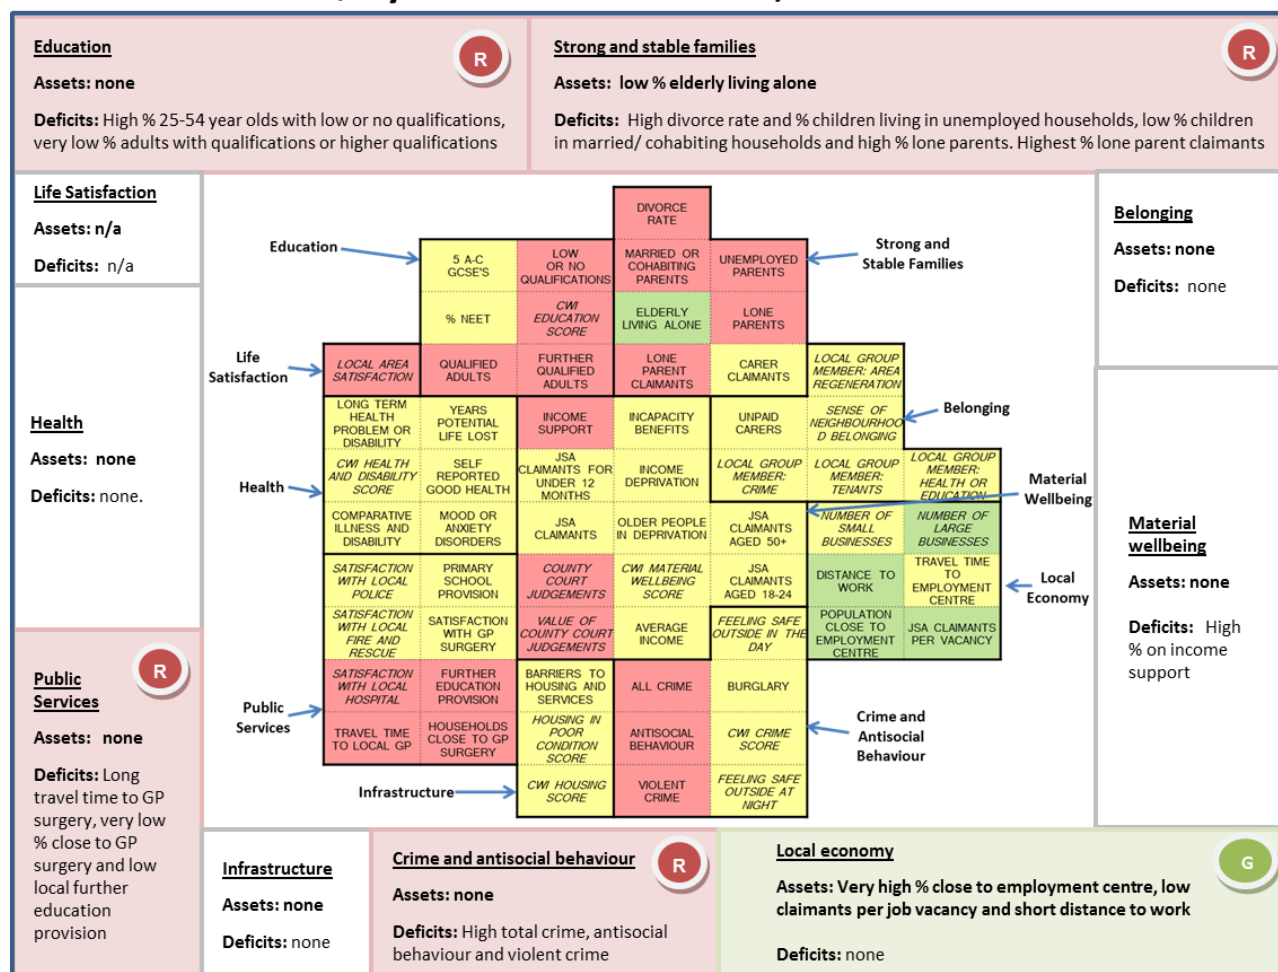 Education
R
Assets: none
Deficits: High % 25-54 year olds with low or no qualifications,
very low % adults with qualifications or higher qualifications
Strong and stable families
R
Assets: low % elderly living alone
Deficits: High divorce rate and % children living in unemployed households, low % children
in married/ cohabiting households and high % lone parents. Highest % lone parent claimants
Life Satisfaction
Assets: n/a
Deficits: n/a
Health
Assets: none
Deficits: none.
Public
Services
R
Assets: none
Deficits: Long
travel time to GP
surgery, very low
% close to GP
surgery and low
local further
education
provision
Education
Strong and
Stable Families
Life
Satisfaction
Belonging
Health
Material
Wellbeing
Local
Economy
Public
Services
Crime and
Antisocial
Behaviour
Infrastructure
DIVORCE
RATE
5 A-C
GCSE'S
LOW
OR NO
QUALIFICATIONS
MARRIED OR
COHABITING
PARENTS
UNEMPLOYED
PARENTS
% NEET
CWI
EDUCATION
SCORE
ELDERLY
LIVING ALONE
LONE
PARENTS
LOCAL AREA
SATISFACTION
QUALIFIED
ADULTS
FURTHER
QUALIFIED
ADULTS
LONE
PARENT
CLAIMANTS
CARER
CLAIMANTS
LOCAL GROUP
MEMBER: AREA
REGENERATION
LONG TERM
HEALTH
PROBLEM OR
DISABILITY
YEARS
POTENTIAL
LIFE LOST
INCOME
SUPPORT
INCAPACITY
BENEFITS
UNPAID
CARERS
SENSE OF
NEIGHBOURHOO
D BELONGING
CWI HEALTH
AND DISABILITY
SCORE
SELF
REPORTED
GOOD HEALTH
JSA
CLAIMANTS FOR
UNDER 12
MONTHS
INCOME
DEPRIVATION
LOCAL GROUP
MEMBER:
CRIME
LOCAL GROUP
MEMBER:
TENANTS
LOCAL GROUP
MEMBER:
HEALTH OR
EDUCATION
COMPARATIVE
ILLNESS AND
DISABILITY
MOOD OR
ANXIETY
DISORDERS
JSA
CLAIMANTS
OLDER PEOPLE
IN DEPRIVATION
JSA
CLAIMANTS
AGED 50+
NUMBER OF
SMALL
BUSINESSES
NUMBER OF
LARGE
BUSINESSES
SATISFACTION
WITH LOCAL
POLICE
PRIMARY
SCHOOL
PROVISION
COUNTY
COURT
JUDGEMENTS
CWI MATERIAL
WELLBEING
SCORE
JSA
CLAIMANTS
AGED 18-24
DISTANCE TO
WORK
TRAVEL TIME
TO
EMPLOYMENT
CENTRE
SATISFACTION
WITH LOCAL
FIRE AND
RESCUE
SATISFACTION
WITH GP
SURGERY
VALUE OF
COUNTY COURT
JUDGEMENTS
AVERAGE
INCOME
FEELING SAFE
OUTSIDE IN THE
DAY
POPULATION
CLOSE TO
EMPLOYMENT
CENTRE
JSA CLAIMANTS
PER VACANCY
SATISFACTION
WITH LOCAL
HOSPITAL
FURTHER
EDUCATION
PROVISION
BARRIERS TO
HOUSING AND
SERVICES
ALL CRIME
BURGLARY
TRAVEL TIME
TO LOCAL GP
HOUSEHOLDS
CLOSE TO GP
SURGERY
HOUSING IN
POOR
CONDITION
SCORE
ANTISOCIAL
BEHAVIOUR
CWI CRIME
SCORE
CWI HOUSING
SCORE
VIOLENT
CRIME
FEELING SAFE
OUTSIDE AT
NIGHT
Belonging
Assets: none
Deficits: none
Material
wellbeing
Assets: none
Deficits: High
% on income
support
Infrastructure
Assets: none
Deficits: none
Crime and antisocial behaviour
R
Assets: none
Deficits: High total crime, antisocial
behaviour and violent crime
Local economy
G
Assets: Very high % close to employment centre, low
claimants per job vacancy and short distance to work
Deficits: none